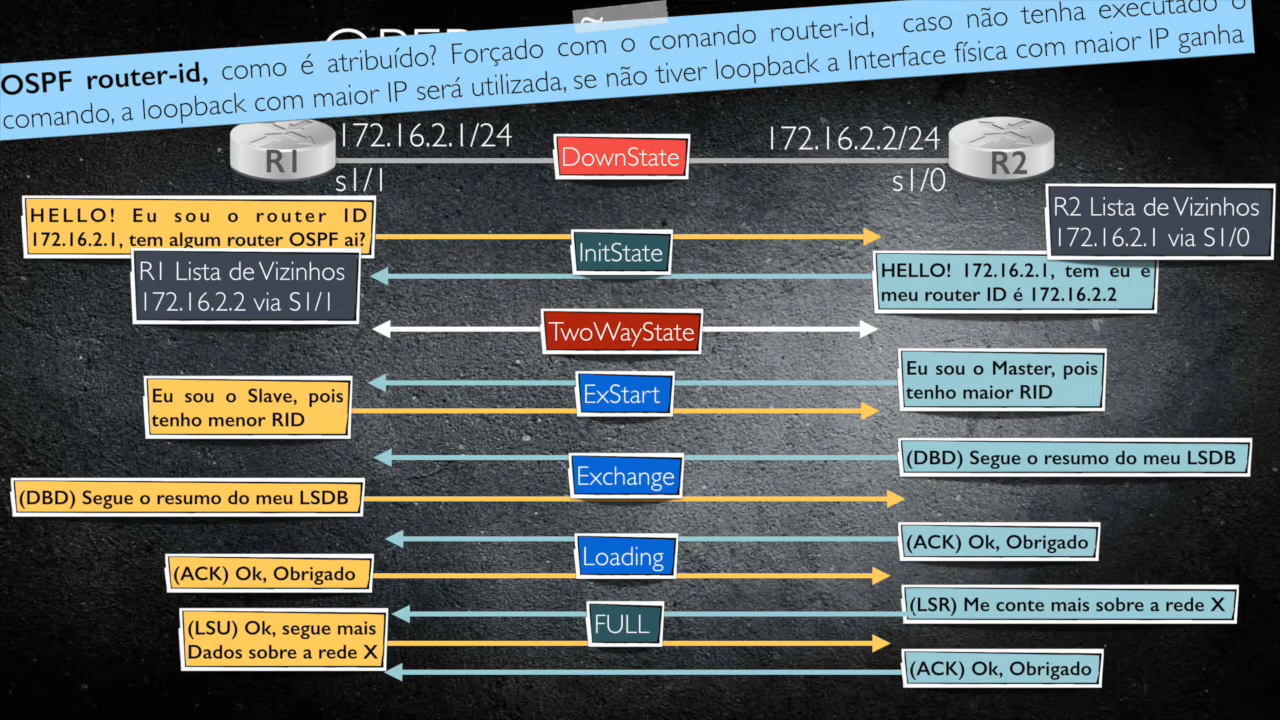 OSPF router-id, como é atribuído? Forçado com o comando router-id, caso não tenha executado o
comando, a loopback com maior IP será utilizada, se não tiver loopback a Interface física com maior IP ganha
R1
172.16.2.1/24
s1/1
DownState
172.16.2.2/24
s1/0
R2
HELLO! Eu sou o router ID
172.16.2.1, tem algum router OSPF ai?
R2 Lista de Vizinhos
172.16.2.1 via S1/0
InitState
R1 Lista de Vizinhos
172.16.2.2 via S1/1
HELLO! 172.16.2.1, tem eu e
meu router ID é 172.16.2.2
TwoWayState
Eu sou o Master, pois
tenho maior RID
ExStart
Eu sou o Slave, pois
tenho menor RID
(DBD) Segue o resumo do meu LSDB
Exchange
(DBD) Segue o resumo do meu LSDB
(ACK) Ok, Obrigado
Loading
(ACK) Ok, Obrigado
(LSR) Me conte mais sobre a rede X
FULL
(LSU) Ok, segue mais
Dados sobre a rede X
(ACK) Ok, Obrigado